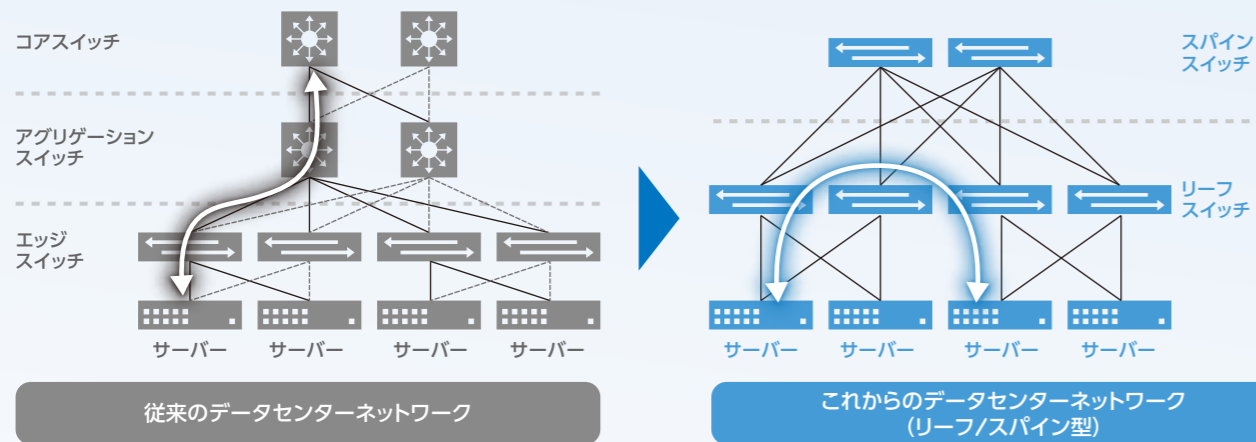 コアスイッチ
アグリゲーション
スイッチ
エッジ
スイッチ
サーバー
サーバー
サーバー
サーバー
従来のデータセンターネットワーク
スパイン
スイッチ
リーフ
スイッチ
サーバー
サーバー
サーバー
サーバー
これからのデータセンターネットワーク
(リーフ/スパイン型)